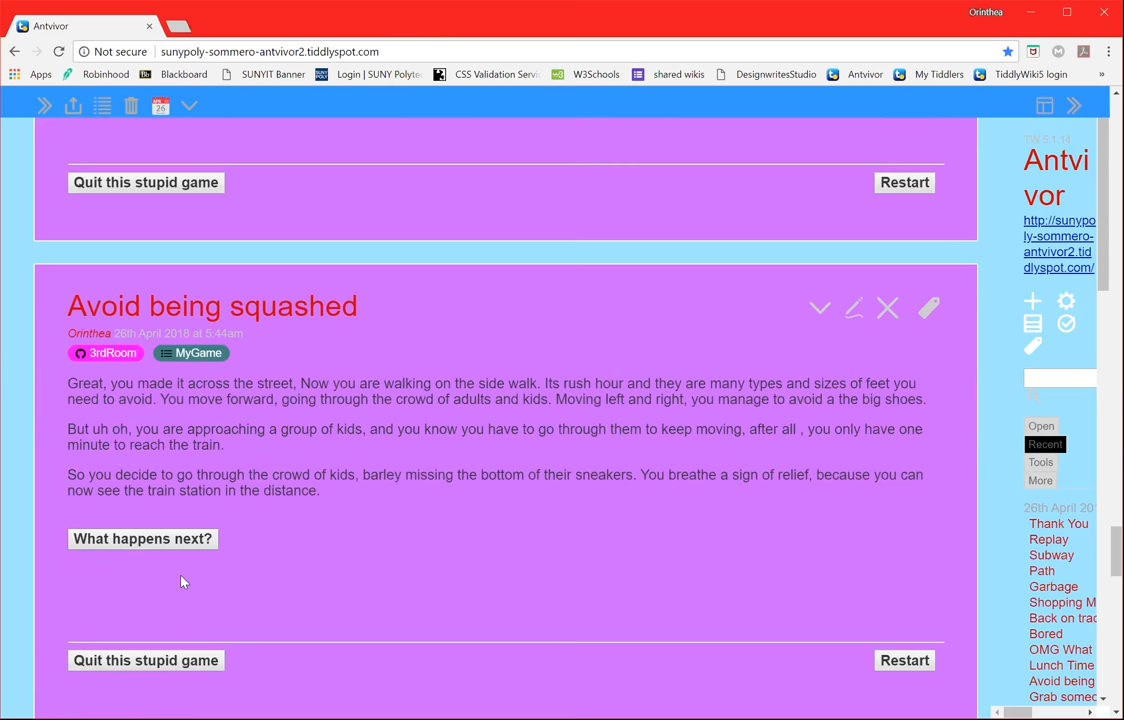 Antvivor
Orinthea
Not secure
sunypoly-sommero-antvivor2.tiddlyspot.com
Apps Robinhood Blackboard SUNYIT Banner Login | SUNY Polyte CSS Validation Servi W3Schools shared wikis DesignwritesStudio Antvivor My Tiddlers TiddlyWiki5 login »
Quit this stupid game
Restart
Avoid being squashed
Orinthea 26th April 2018 at 5:44am
3rdRoom MyGame
Great, you made it across the street, Now you are walking on the side walk. Its rush hour and they are many types and sizes of feet you
need to avoid. You move forward, going through the crowd of adults and kids. Moving left and right, you manage to avoid a the big shoes.
But uh oh, you are approaching a group of kids, and you know you have to go through them to keep moving, after all , you only have one
minute to reach the train.
So you decide to go through the crowd of kids, barley missing the bottom of their sneakers. You breathe a sign of relief, because you can
now see the train station in the distance.
What happens next?
Quit this stupid game
Restart
TW 5.1.14
Antvi
vor
http://sunypo
ly-sommero-
antvivor2.tid
dlyspot.com/
Open
Recent
Tools
More
26th April 201
Thank You
Replay
Subway
Path
Garbage
Shopping M
Back on trac
Bored
OMG What
Lunch Time
Avoid being
Grab someo